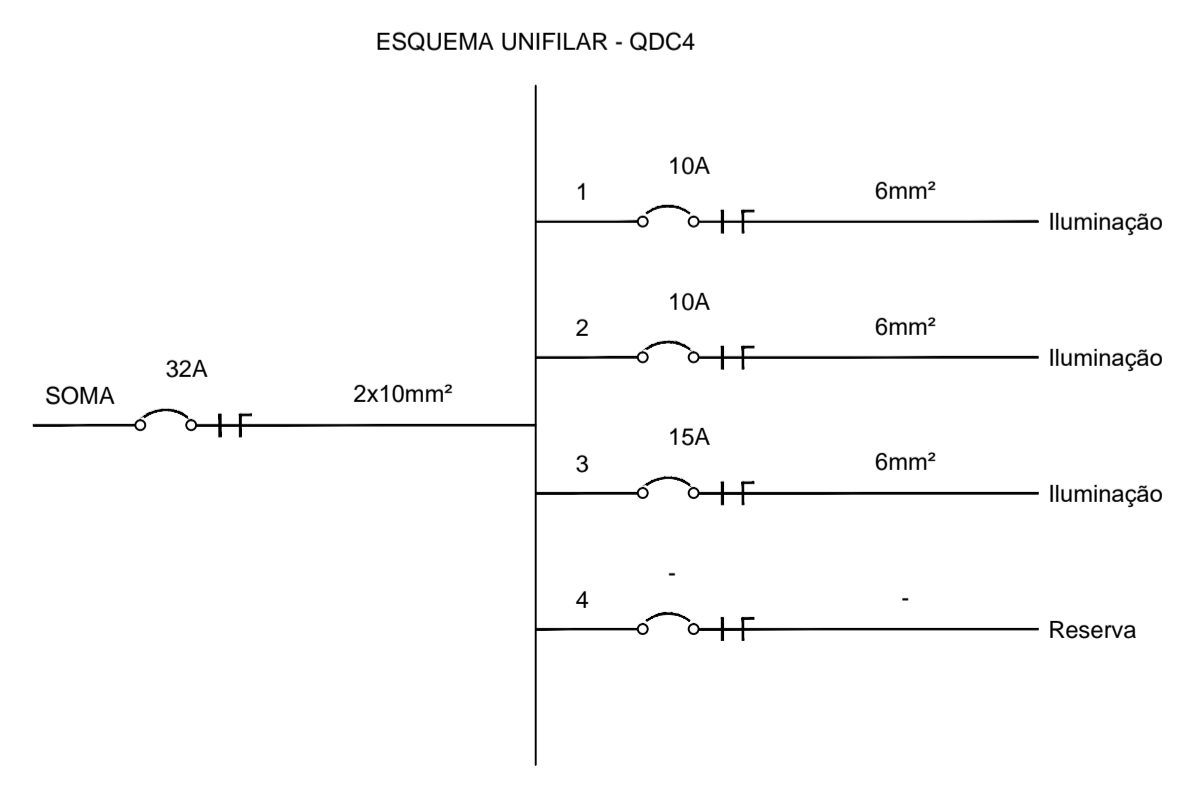 ESQUEMA UNIFILAR - QDC4
10A
1
6mm²
Iluminação
10A
2
6mm²
Iluminação
32A
SOMA
2x10mm²
15A
3
6mm²
Iluminação
-
4
-
Reserva